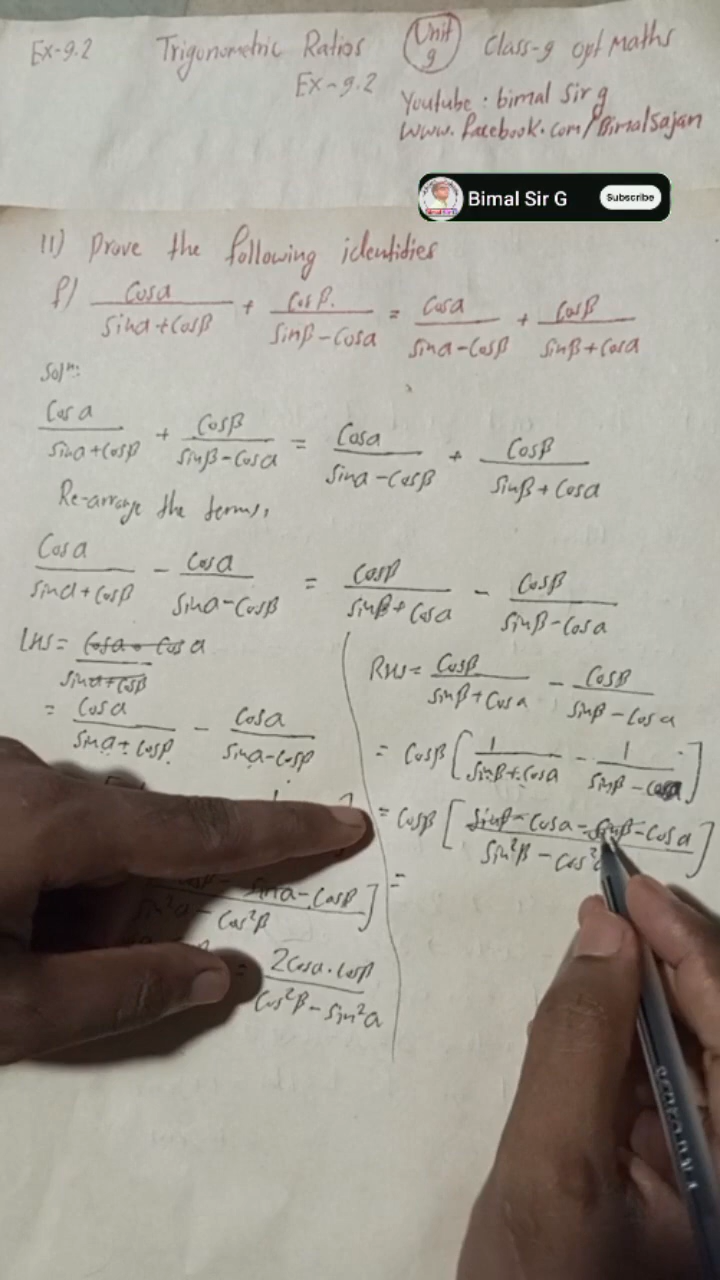 Ex-9.2 Trigonometric Ratios Unit 9 Class-9 opt Maths
Ex-9.2
Youtube : bimal Sir g
www.facebook.com/Bimalsajan
Bimal Sir G Subscribe
11) Prove the following identities
f) Cosα/(Sinα+Cosβ) + Cosβ/(Sinβ-Cosα) = Cosα/(Sinα-Cosβ) + Cosβ/(Sinβ+Cosα)
Solⁿ:
Cosα/(Sinα+Cosβ) + Cosβ/(Sinβ-Cosα) = Cosα/(Sinα-Cosβ) + Cosβ/(Sinβ+Cosα)
Re-arrange the terms,
Cosα/(Sinα+Cosβ) - Cosα/(Sinα-Cosβ) = Cosβ/(Sinβ+Cosα) - Cosβ/(Sinβ-Cosα)
LHS =
= Cosα/(Sinα+Cosβ) - Cosα/(Sinα-Cosβ)
Sinα-Cosβ]
Sin²α-Cos²β
= 2Cosα.Cosβ/(Cos²β-Sin²α)
RHS = Cosβ/(Sinβ+Cosα) - Cosβ/(Sinβ-Cosα)
= Cosβ[1/(Sinβ+Cosα) - 1/(Sinβ-Cosα)]
= Cosβ[(Sinβ-Cosα-Sinβ-Cosα)/(Sin²β-Cos²
=